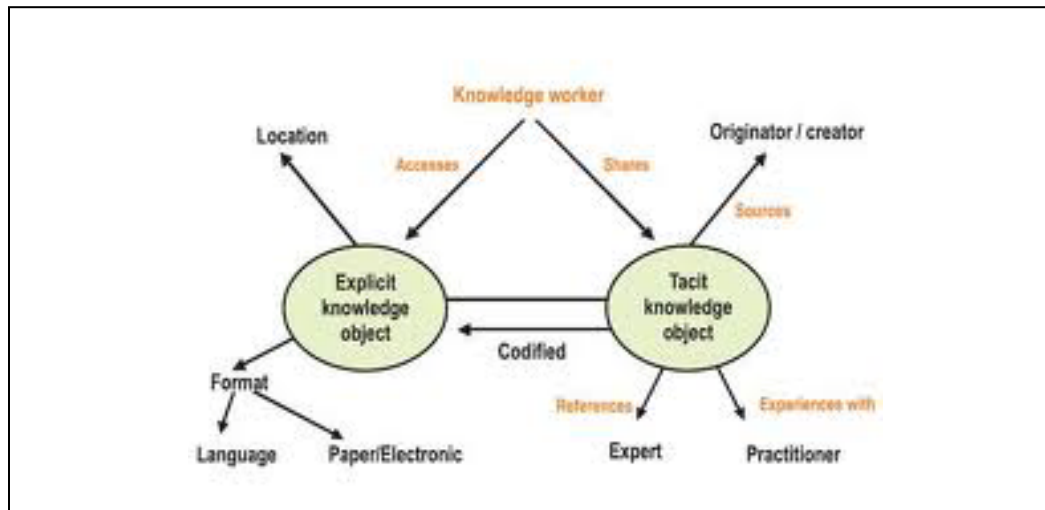 Knowledge worker
Location
Originator / creator
Accesses
Shares
Sources
Explicit
knowledge
object
Tacit
knowledge
object
Codified
Format
References
Experiences with
Language
Paper/Electronic
Expert
Practitioner